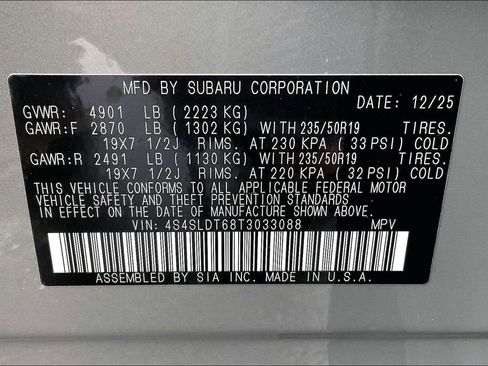 MFD BY SUBARU CORPORATION
DATE: 12/25
GVWR: 4901 LB ( 2223 KG)
GAWR:F 2870 LB ( 1302 KG) WITH 235/50R19 TIRES.
19X7 1/2J RIMS. AT 230 KPA ( 33 PSI) COLD
GAWR:R 2491 LB ( 1130 KG) WITH 235/50R19 TIRES.
19X7 1/2J RIMS. AT 220 KPA ( 32 PSI) COLD
THIS VEHICLE CONFORMS TO ALL APPLICABLE FEDERAL MOTOR
VEHICLE SAFETY AND THEFT PREVENTION STANDARDS
IN EFFECT ON THE DATE OF MANUFACTURE SHOWN ABOVE.
VIN: 4S4SLDT68T3033088 MPV
ASSEMBLED BY SIA INC. MADE IN U.S.A.